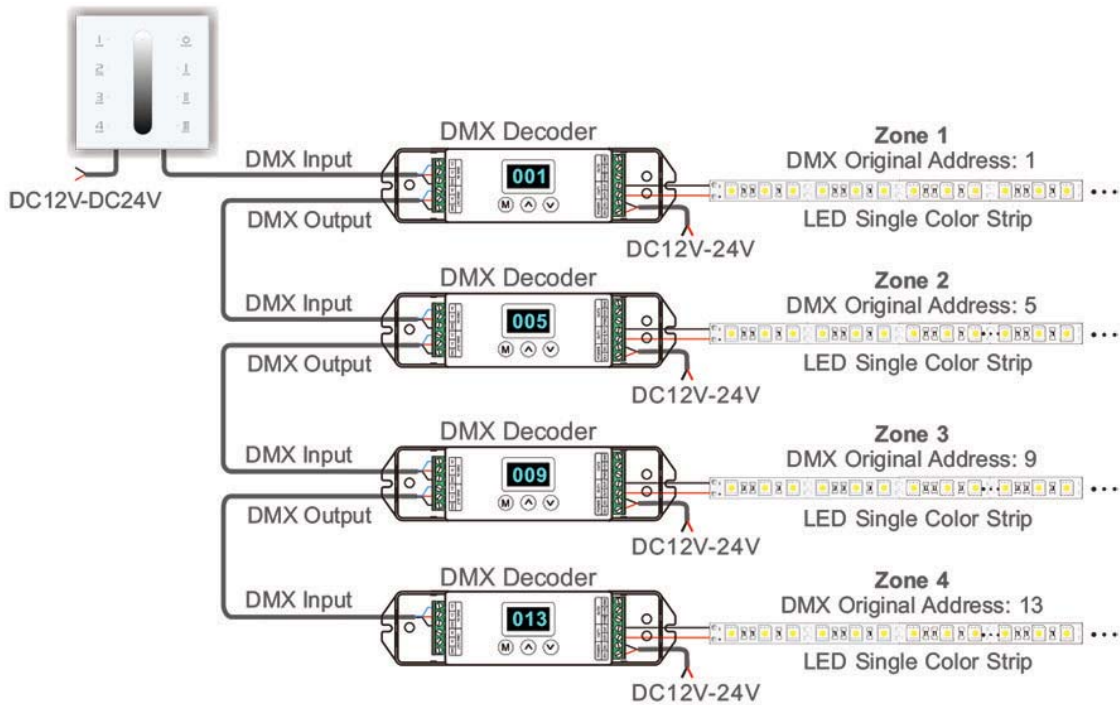 1
2
3
4
DC12V-DC24V
DMX Decoder
DMX Input
001
M
DMX Output
DC12V-24V
Zone 1
DMX Original Address: 1
LED Single Color Strip
DMX Decoder
DMX Input
005
M
DMX Output
DC12V-24V
Zone 2
DMX Original Address: 5
LED Single Color Strip
DMX Decoder
DMX Input
009
M
DMX Output
DC12V-24V
Zone 3
DMX Original Address: 9
LED Single Color Strip
DMX Decoder
DMX Input
013
M
DC12V-24V
Zone 4
DMX Original Address: 13
LED Single Color Strip